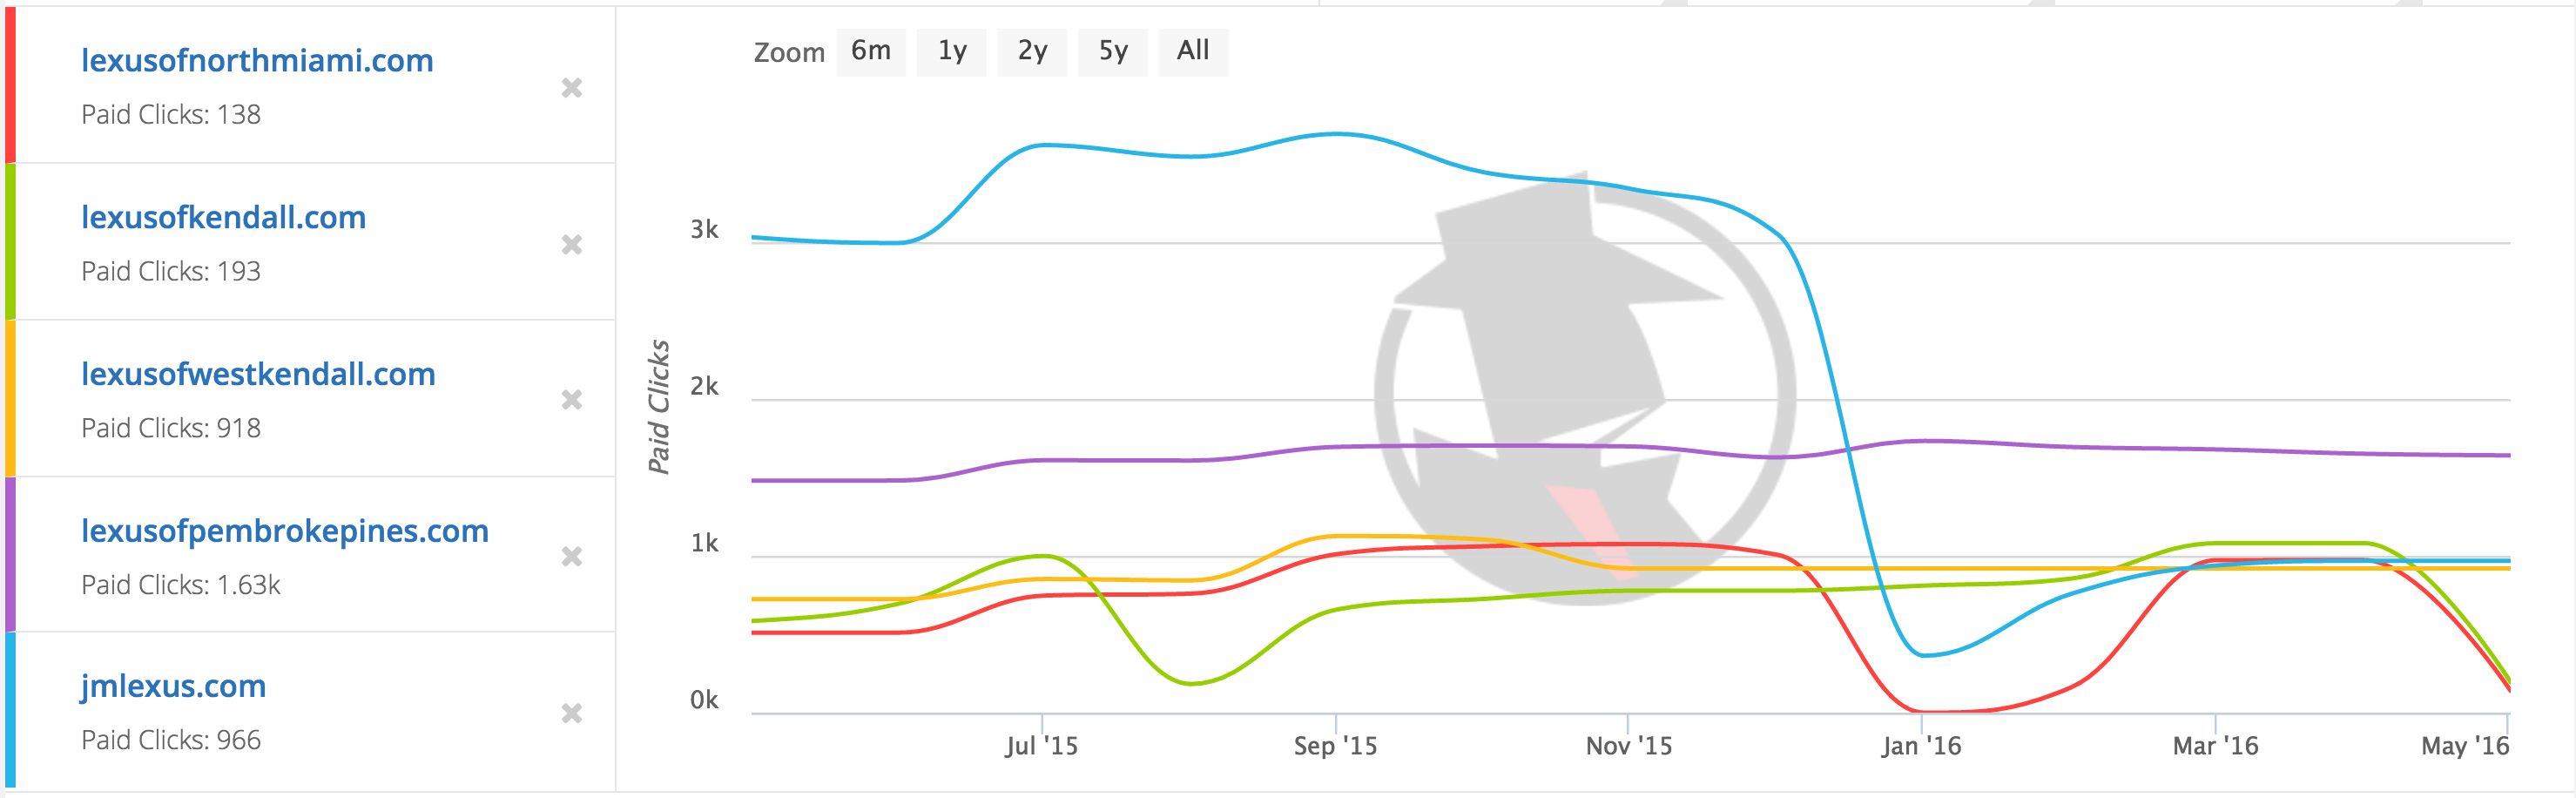 lexusofnorthmiami.com
Paid Clicks: 138
lexusofkendall.com
Paid Clicks: 193
lexusofwestkendall.com
Paid Clicks: 918
lexusofpembrokepines.com
Paid Clicks: 1.63k
jmlexus.com
Paid Clicks: 966
Zoom 6m 1y 2y 5y All
Paid Clicks
3k
2k
1k
0k
Jul '15 Sep '15 Nov '15 Jan '16 Mar '16 May '16